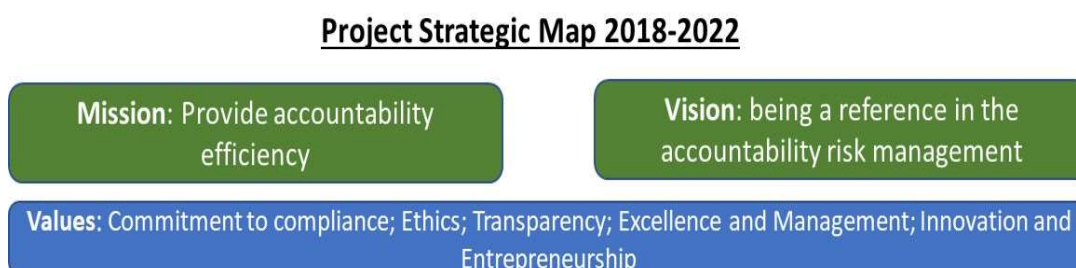 Project Strategic Map 2018-2022
Mission: Provide accountability
efficiency
Vision: being a reference in the
accountability risk management
Values: Commitment to compliance; Ethics; Transparency; Excellence and Management; Innovation and
Entrepreneurship